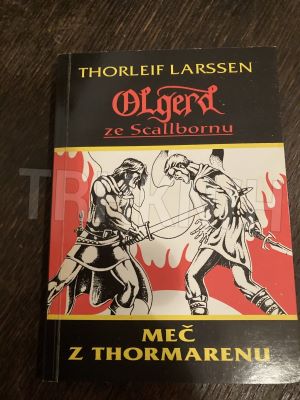 THORLEIF LARSSEN
Olgerd
ze Scallbornu
MEČ
Z THORMARENU